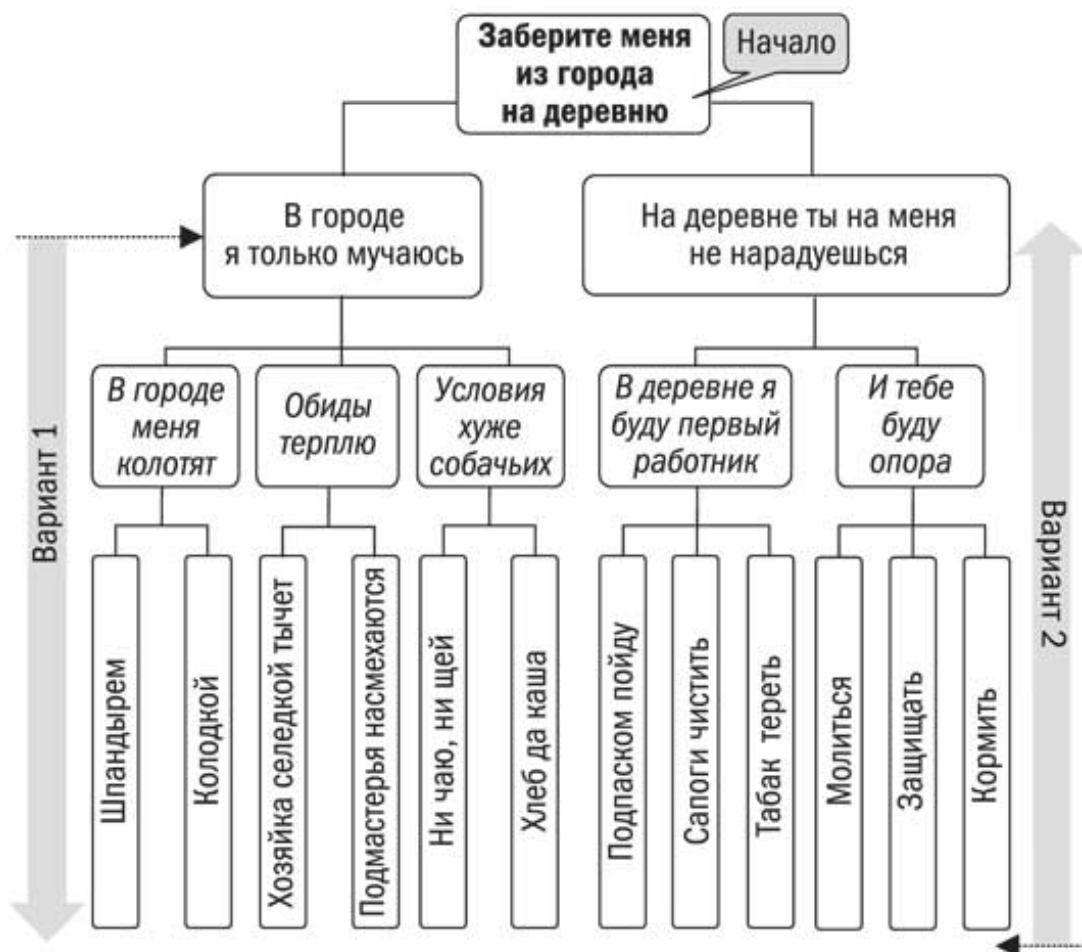 Заберите меня
из города
на деревню
Начало
В городе
я только мучаюсь
На деревне ты на меня
не нарадуешься
В городе
меня
колотят
Обиды
терплю
Условия
хуже
собачьих
В деревне я
буду первый
работник
И тебе
буду
опора
Вариант 1
Вариант 2
Шпандырем
Колодкой
Хозяйка селедкой тычет
Подмастерья насмехаются
Ни чаю, ни щей
Хлеб да каша
Подпаском пойду
Сапоги чистить
Табак тереть
Молиться
Защищать
Кормить